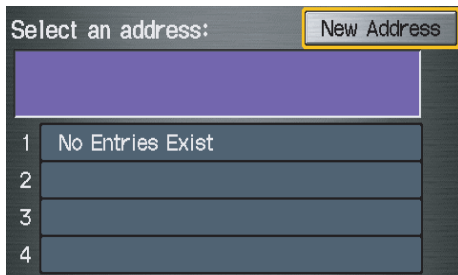 Select an address:
New Address
1 No Entries Exist
2
3
4